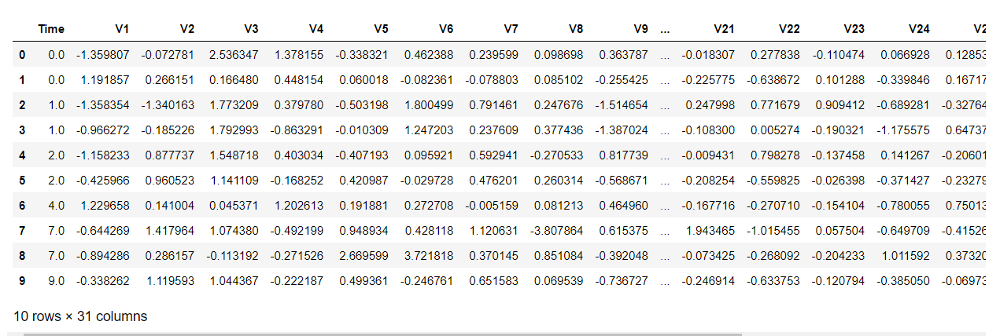 Time V1 V2 V3 V4 V5 V6 V7 V8 V9 ... V21 V22 V23 V24 V2
0 0.0 -1.359807 -0.072781 2.536347 1.378155 -0.338321 0.462388 0.239599 0.098698 0.363787 ... -0.018307 0.277838 -0.110474 0.066928 0.12853
1 0.0 1.191857 0.266151 0.166480 0.448154 0.060018 -0.082361 -0.078803 0.085102 -0.255425 ... -0.225775 -0.638672 0.101288 -0.339846 0.16717
2 1.0 -1.358354 -1.340163 1.773209 0.379780 -0.503198 1.800499 0.791461 0.247676 -1.514654 ... 0.247998 0.771679 0.909412 -0.689281 -0.32764
3 1.0 -0.966272 -0.185226 1.792993 -0.863291 -0.010309 1.247203 0.237609 0.377436 -1.387024 ... -0.108300 0.005274 -0.190321 -1.175575 0.64737
4 2.0 -1.158233 0.877737 1.548718 0.403034 -0.407193 0.095921 0.592941 -0.270533 0.817739 ... -0.009431 0.798278 -0.137458 0.141267 -0.20601
5 2.0 -0.425966 0.960523 1.141109 -0.168252 0.420987 -0.029728 0.476201 0.260314 -0.568671 ... -0.208254 -0.559825 -0.026398 -0.371427 -0.23279
6 4.0 1.229658 0.141004 0.045371 1.202613 0.191881 0.272708 -0.005159 0.081213 0.464960 ... -0.167716 -0.270710 -0.154104 -0.780055 0.75013
7 7.0 -0.644269 1.417964 1.074380 -0.492199 0.948934 0.428118 1.120631 -3.807864 0.615375 ... 1.943465 -1.015455 0.057504 -0.649709 -0.41526
8 7.0 -0.894286 0.286157 -0.113192 -0.271526 2.669599 3.721818 0.370145 0.851084 -0.392048 ... -0.073425 -0.268092 -0.204233 1.011592 0.37320
9 9.0 -0.338262 1.119593 1.044367 -0.222187 0.499361 -0.246761 0.651583 0.069539 -0.736727 ... -0.246914 -0.633753 -0.120794 -0.385050 -0.06973
10 rows × 31 columns